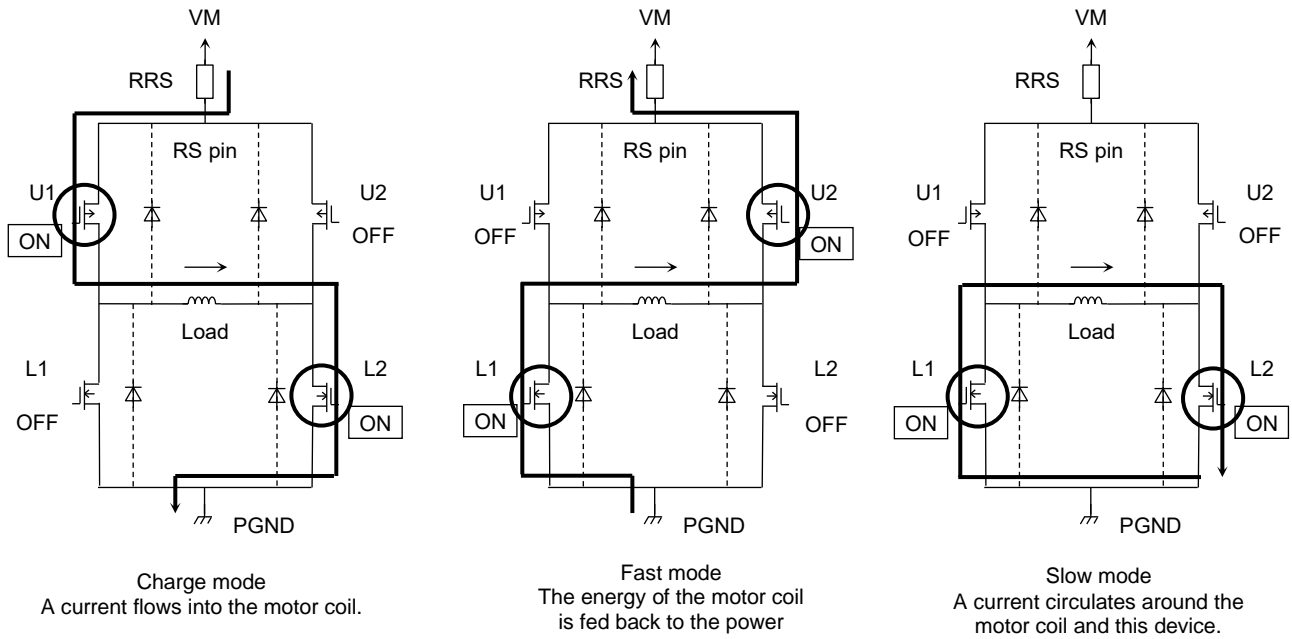 VM
RRS
RS pin
U1
OFF
ON
U2
OFF
Load
L1
OFF
L2
ON
PGND
Charge mode
A current flows into the motor coil.
VM
RRS
RS pin
U1
OFF
U2
ON
Load
L1
ON
L2
OFF
PGND
Fast mode
The energy of the motor coil
is fed back to the power
VM
RRS
RS pin
U1
OFF
U2
OFF
Load
L1
ON
L2
ON
PGND
Slow mode
A current circulates around the
motor coil and this device.